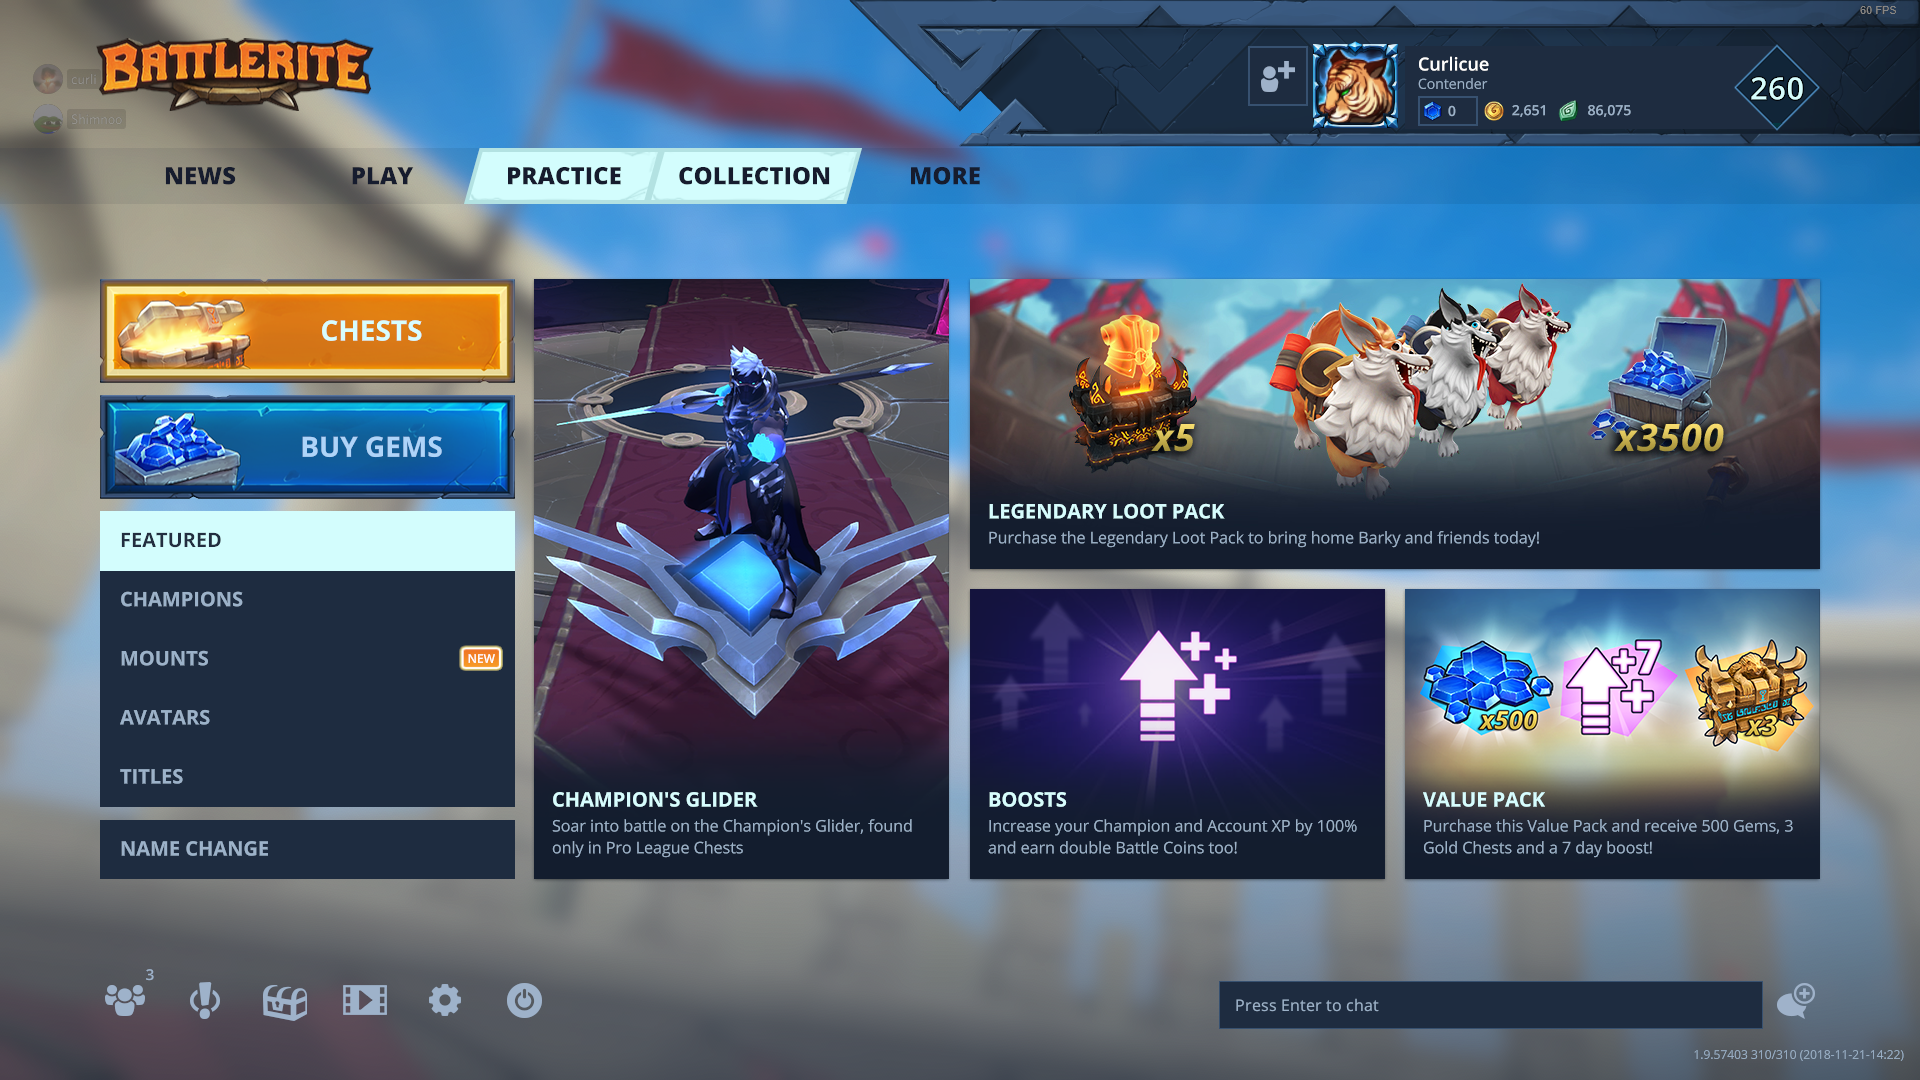 60 FPS
BATTLERITE
curli
Shimnoo
Curlicue
Contender
0
2,651
86,075
260
NEWS
PLAY
PRACTICE
COLLECTION
MORE
CHESTS
BUY GEMS
FEATURED
CHAMPIONS
MOUNTS
NEW
AVATARS
TITLES
NAME CHANGE
CHAMPION'S GLIDER
Soar into battle on the Champion's Glider, found
only in Pro League Chests
x5
x3500
LEGENDARY LOOT PACK
Purchase the Legendary Loot Pack to bring home Barky and friends today!
BOOSTS
Increase your Champion and Account XP by 100%
and earn double Battle Coins too!
x500
+7
x3
VALUE PACK
Purchase this Value Pack and receive 500 Gems, 3
Gold Chests and a 7 day boost!
3
Press Enter to chat
1.9.57403 310/310 (2018-11-21-14:22)